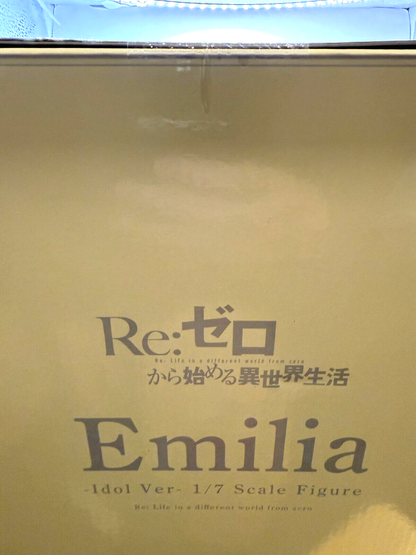 Re:ゼロ
Re: Life in a different world from zero
から始める異世界生活
Emilia
-Idol Ver- 1/7 Scale Figure
Re: Life in a different world from zero